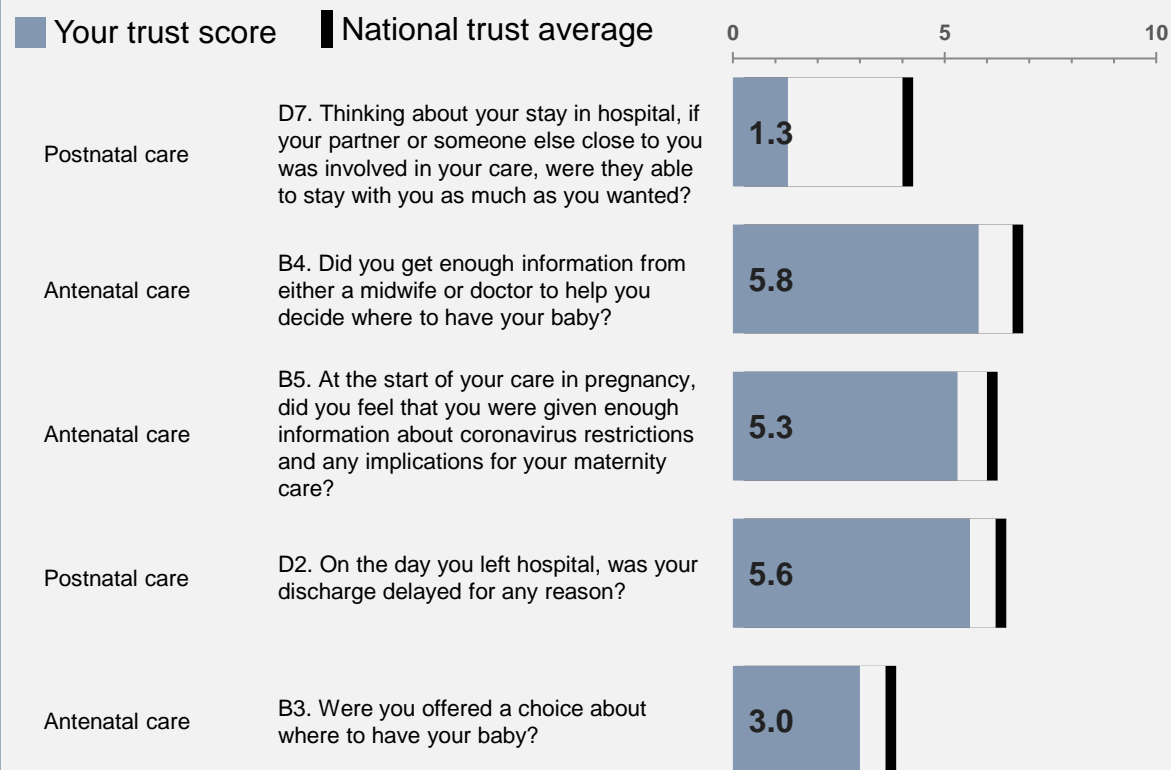 Your trust score National trust average
0 5 10
Postnatal care
D7. Thinking about your stay in hospital, if
your partner or someone else close to you
was involved in your care, were they able
to stay with you as much as you wanted?
1.3
Antenatal care
B4. Did you get enough information from
either a midwife or doctor to help you
decide where to have your baby?
5.8
Antenatal care
B5. At the start of your care in pregnancy,
did you feel that you were given enough
information about coronavirus restrictions
and any implications for your maternity
care?
5.3
Postnatal care
D2. On the day you left hospital, was your
discharge delayed for any reason?
5.6
Antenatal care
B3. Were you offered a choice about
where to have your baby?
3.0